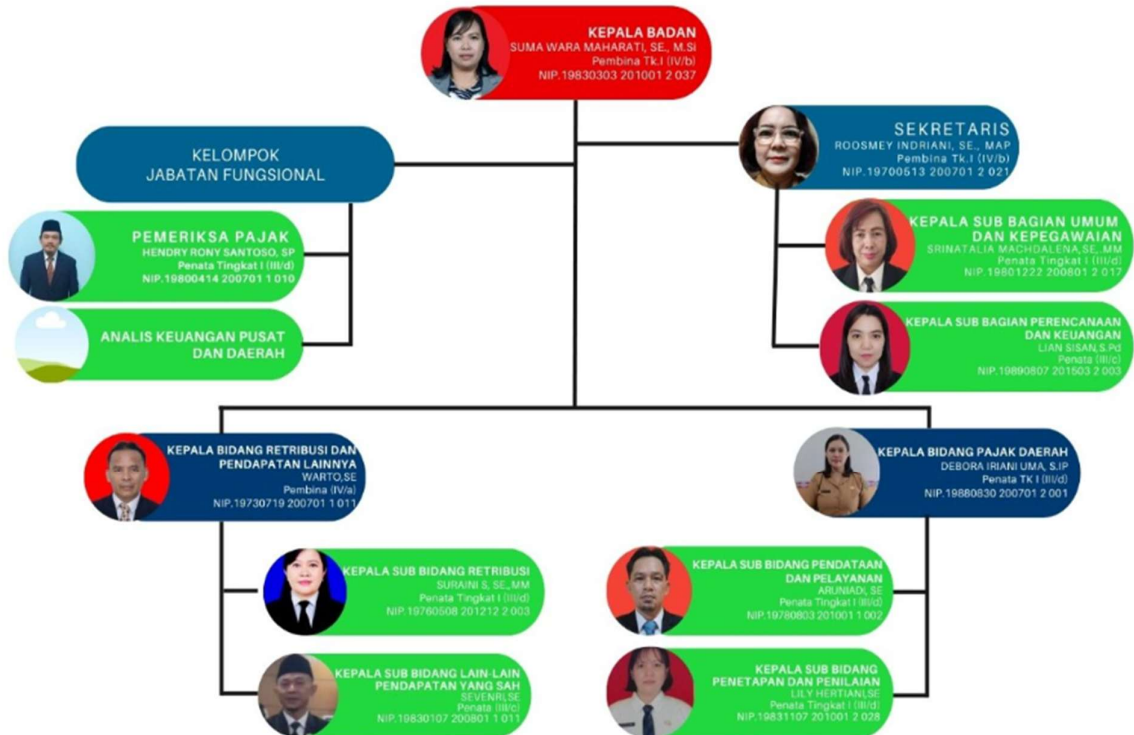 KEPALA BADAN
SUMA WARA MAHARATI, SE., M.Si
Pembina Tk.I (IV/b)
NIP.19830303 201001 2 037
SEKRETARIS
ROOSMEY INDRIANI, SE., MAP
Pembina Tk.I (IV/b)
NIP.19700513 200701 2 021
KELOMPOK
JABATAN FUNGSIONAL
PEMERIKSA PAJAK
HENDRY RONY SANTOSO, SP
Penata Tingkat I (III/d)
NIP.19800414 200701 1 010
ANALIS KEUANGAN PUSAT
DAN DAERAH
KEPALA SUB BAGIAN UMUM
DAN KEPEGAWAIAN
SRINATALIA MACHDALENA,SE, MM
Penata Tingkat I (III/d)
NIP.19801222 200801 2 017
KEPALA SUB BAGIAN PERENCANAAN
DAN KEUANGAN
LIAN SISAN,S.Pd
Penata (III/c)
NIP.19890807 201503 2 003
KEPALA BIDANG RETRIBUSI DAN
PENDAPATAN LAINNYA
WARTO,SE
Pembina (IV/a)
NIP.19730719 200701 1 011
KEPALA BIDANG PAJAK DAERAH
DEBORA IRIANI UMA, S.IP
Penata TK I (III/d)
NIP.19880830 200701 2 001
KEPALA SUB BIDANG RETRIBUSI
SURAINI S, SE.,MM
Penata Tingkat I (III/d)
NIP.19760508 201212 2 003
KEPALA SUB BIDANG LAIN-LAIN
PENDAPATAN YANG SAH
SEVENRI,SE
Penata (III/c)
NIP.19830107 200801 1 011
KEPALA SUB BIDANG PENDATAAN
DAN PELAYANAN
ARUNIADI, SE
Penata Tingkat I (III/d)
NIP.19780803 201001 1 002
KEPALA SUB BIDANG
PENETAPAN DAN PENILAIAN
LILY HERTIANI,SE
Penata Tingkat I (III/d)
NIP.19831107 201001 2 028